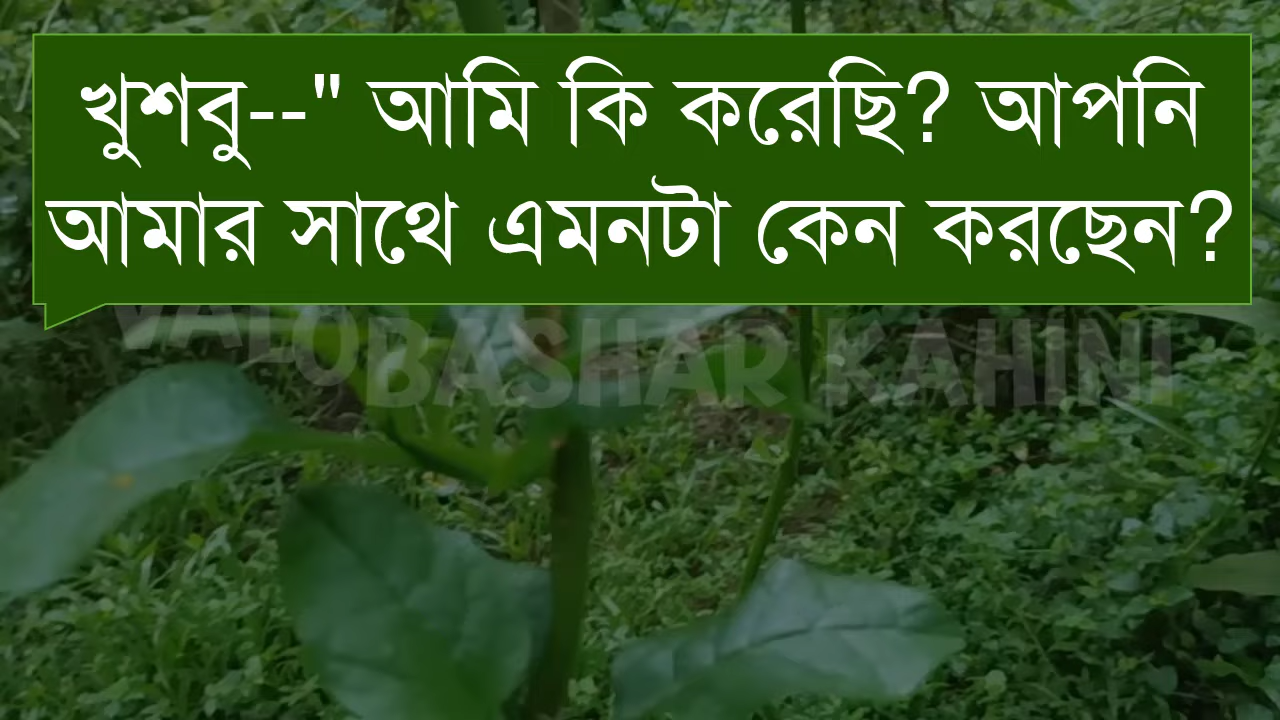 খুশবু--" আমি কি করেছি? আপনি
আমার সাথে এমনটা কেন করছেন?
VALOBASHAR KAHINI